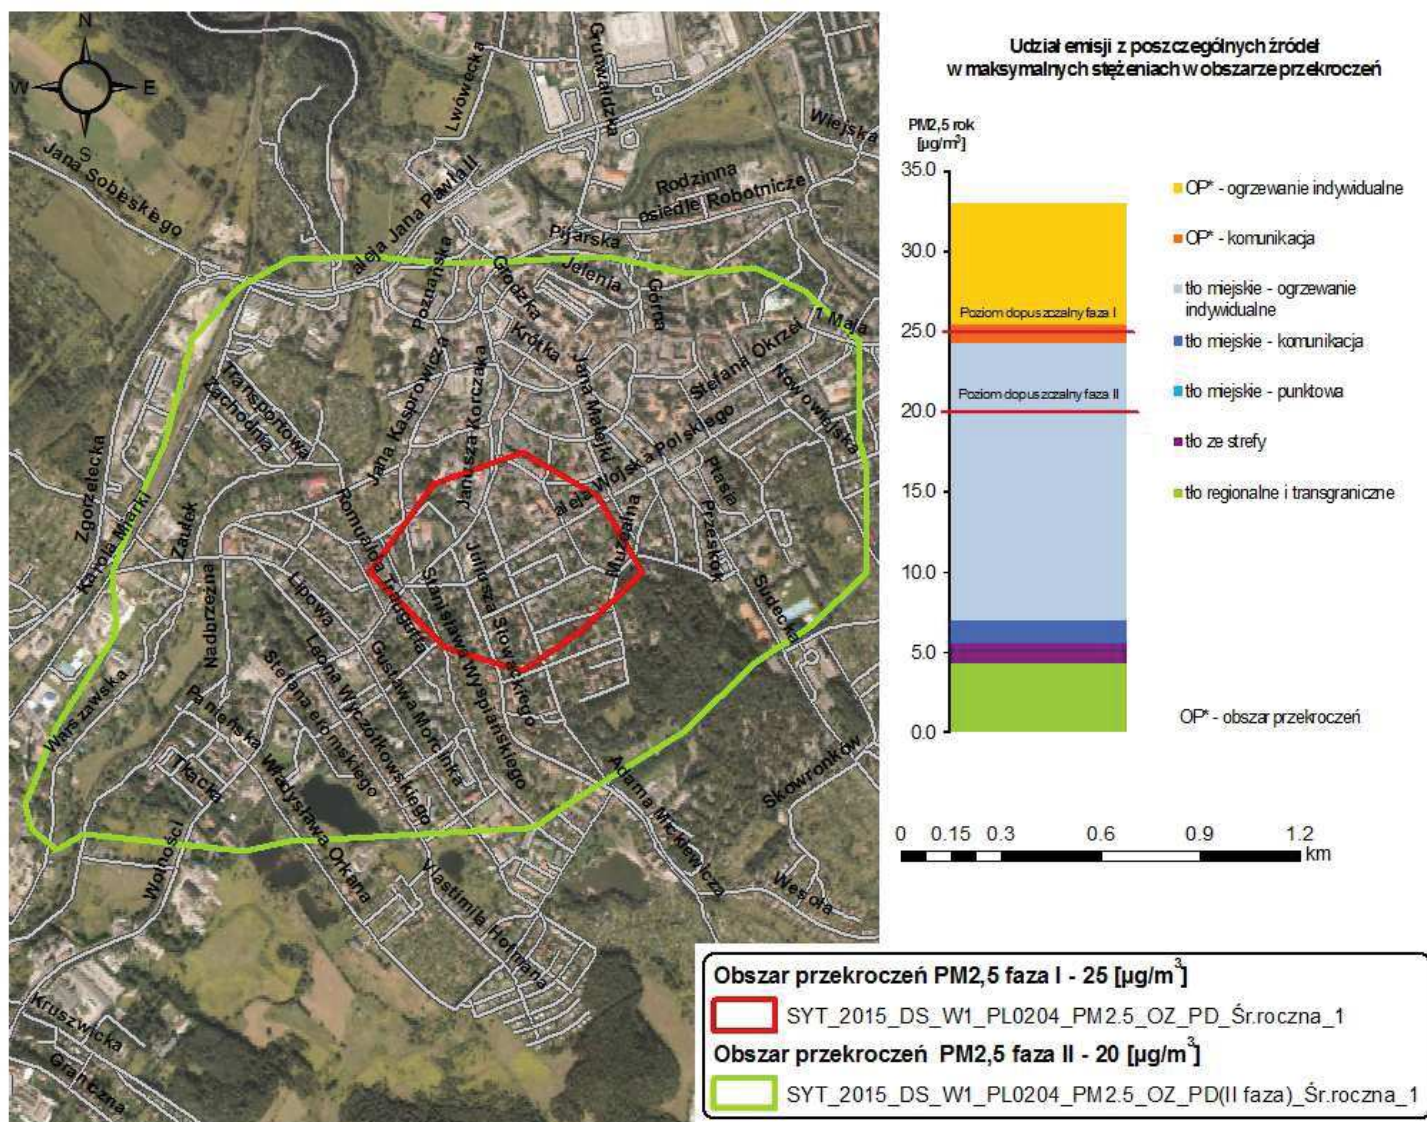 N
W
E
S
Jana Sobieskiego
Lwówecka
Grunwaldzka
Wiejska
aleja Jana Pawła II
Rodzinna
osiedle Robotnicze
Pijarska
Poznańska
Grodzka
Jelenia
Górna
1 Maja
Krótka
Transportowa
Zachodnia
Jana Kasprowicza
Janusza Korczaka
Jana Matejki
Stefana Okrzei
Nowowiejska
aleja Wojska Polskiego
Ptasia
Zgorzelecka
Karola Miarki
Zaułek
Romualda Traugutta
Muzealna
Przeskok
Nadbrzeżna
Lipowa
Juliusza Słowackiego
Stanisława Wyspiańskiego
Sudecka
Leona Wyczółkowskiego
Gustawa Morcinka
Stefana eromskiego
Warszawska
Panieńska
Tkacka
Władysława Orkana
Adama Mickiewicza
Skowronków
Wolności
Vlastimila Hofmana
Wesoła
Kruszwicka
Graniczna
Udział emisji z poszczególnych źródeł
w maksymalnych stężeniach w obszarze przekroczeń
PM2,5 rok
[µg/m³]
35.0
30.0
25.0
20.0
15.0
10.0
5.0
0.0
Poziom dopuszczalny faza I
Poziom dopuszczalny faza II
OP* - ogrzewanie indywidualne
OP* - komunikacja
tło miejskie - ogrzewanie
indywidualne
tło miejskie - komunikacja
tło miejskie - punktowa
tło ze strefy
tło regionalne i transgraniczne
OP* - obszar przekroczeń
0 0.15 0.3 0.6 0.9 1.2
km
Obszar przekroczeń PM2,5 faza I - 25 [µg/m³]
SYT_2015_DS_W1_PL0204_PM2.5_OZ_PD_Śr.roczna_1
Obszar przekroczeń PM2,5 faza II - 20 [µg/m³]
SYT_2015_DS_W1_PL0204_PM2.5_OZ_PD(II faza)_Śr.roczna_1